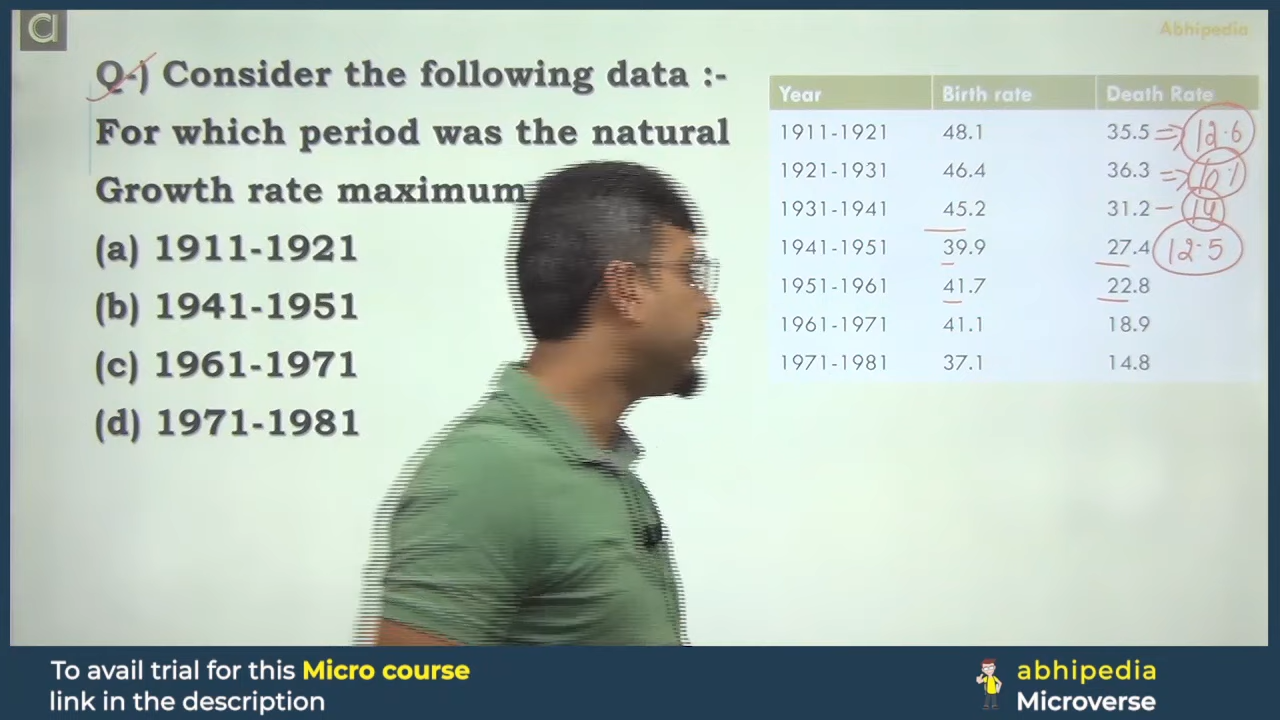 Abhipedia
Q-) Consider the following data :-
For which period was the natural
Growth rate maximum
(a) 1911-1921
(b) 1941-1951
(c) 1961-1971
(d) 1971-1981
Year Birth rate Death Rate
1911-1921 48.1 35.5 ⇒ 12.6
1921-1931 46.4 36.3 ⇒ 10.1
1931-1941 45.2 31.2 – 14
1941-1951 39.9 27.4 12.5
1951-1961 41.7 22.8
1961-1971 41.1 18.9
1971-1981 37.1 14.8
To avail trial for this Micro course
link in the description
abhipedia
Microverse